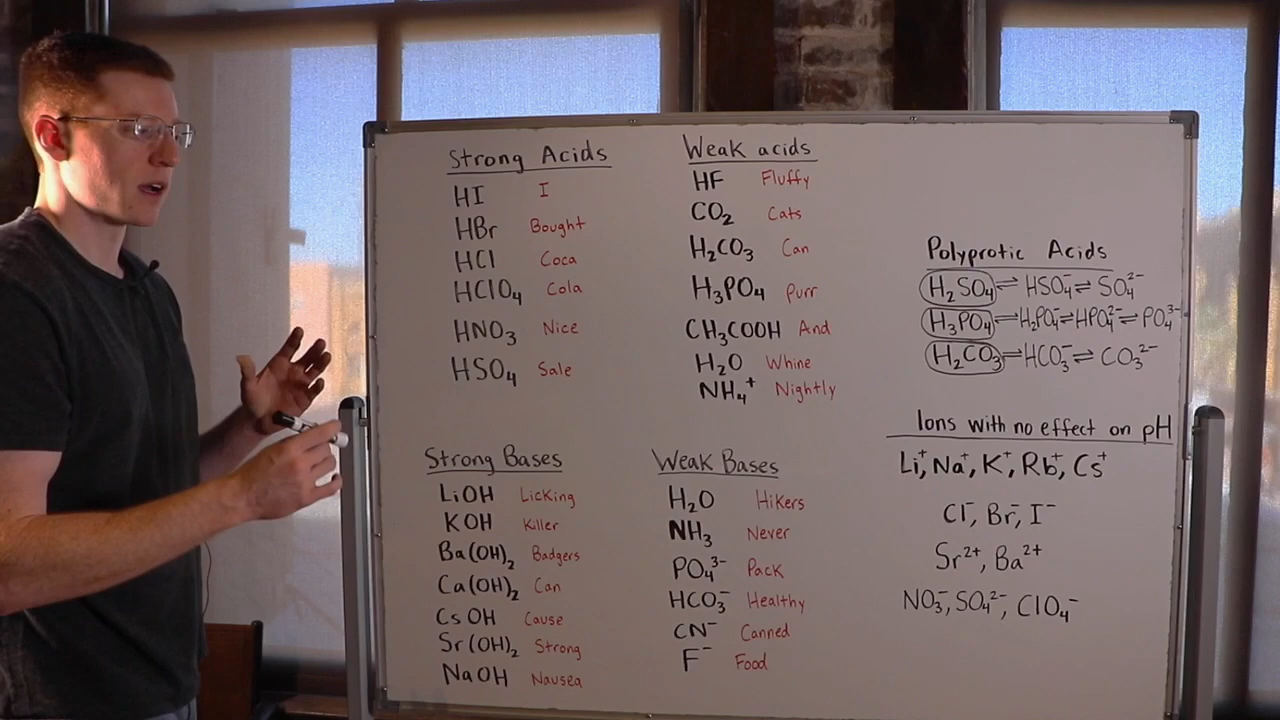 Strong Acids
HI I
HBr Bought
HCl Coca
HClO₄ Cola
HNO₃ Nice
HSO₄ Sale
Weak acids
HF Fluffy
CO₂ Cats
H₂CO₃ Can
H₃PO₄ Purr
CH₃COOH And
H₂O Whine
NH₄⁺ Nightly
Polyprotic Acids
H₂SO₄ ⇌ HSO₄⁻ ⇌ SO₄²⁻
H₃PO₄ ⇌ H₂PO₄⁻ ⇌ HPO₄²⁻ ⇌ PO₄³⁻
H₂CO₃ ⇌ HCO₃⁻ ⇌ CO₃²⁻
Strong Bases
LiOH Licking
KOH Killer
Ba(OH)₂ Badgers
Ca(OH)₂ Can
CsOH Cause
Sr(OH)₂ Strong
NaOH Nausea
Weak Bases
H₂O Hikers
NH₃ Never
PO₄³⁻ Pack
HCO₃⁻ Healthy
CN⁻ Canned
F⁻ Food
Ions with no effect on pH
Li⁺, Na⁺, K⁺, Rb⁺, Cs⁺
Cl⁻, Br⁻, I⁻
Sr²⁺, Ba²⁺
NO₃⁻, SO₄²⁻, ClO₄⁻